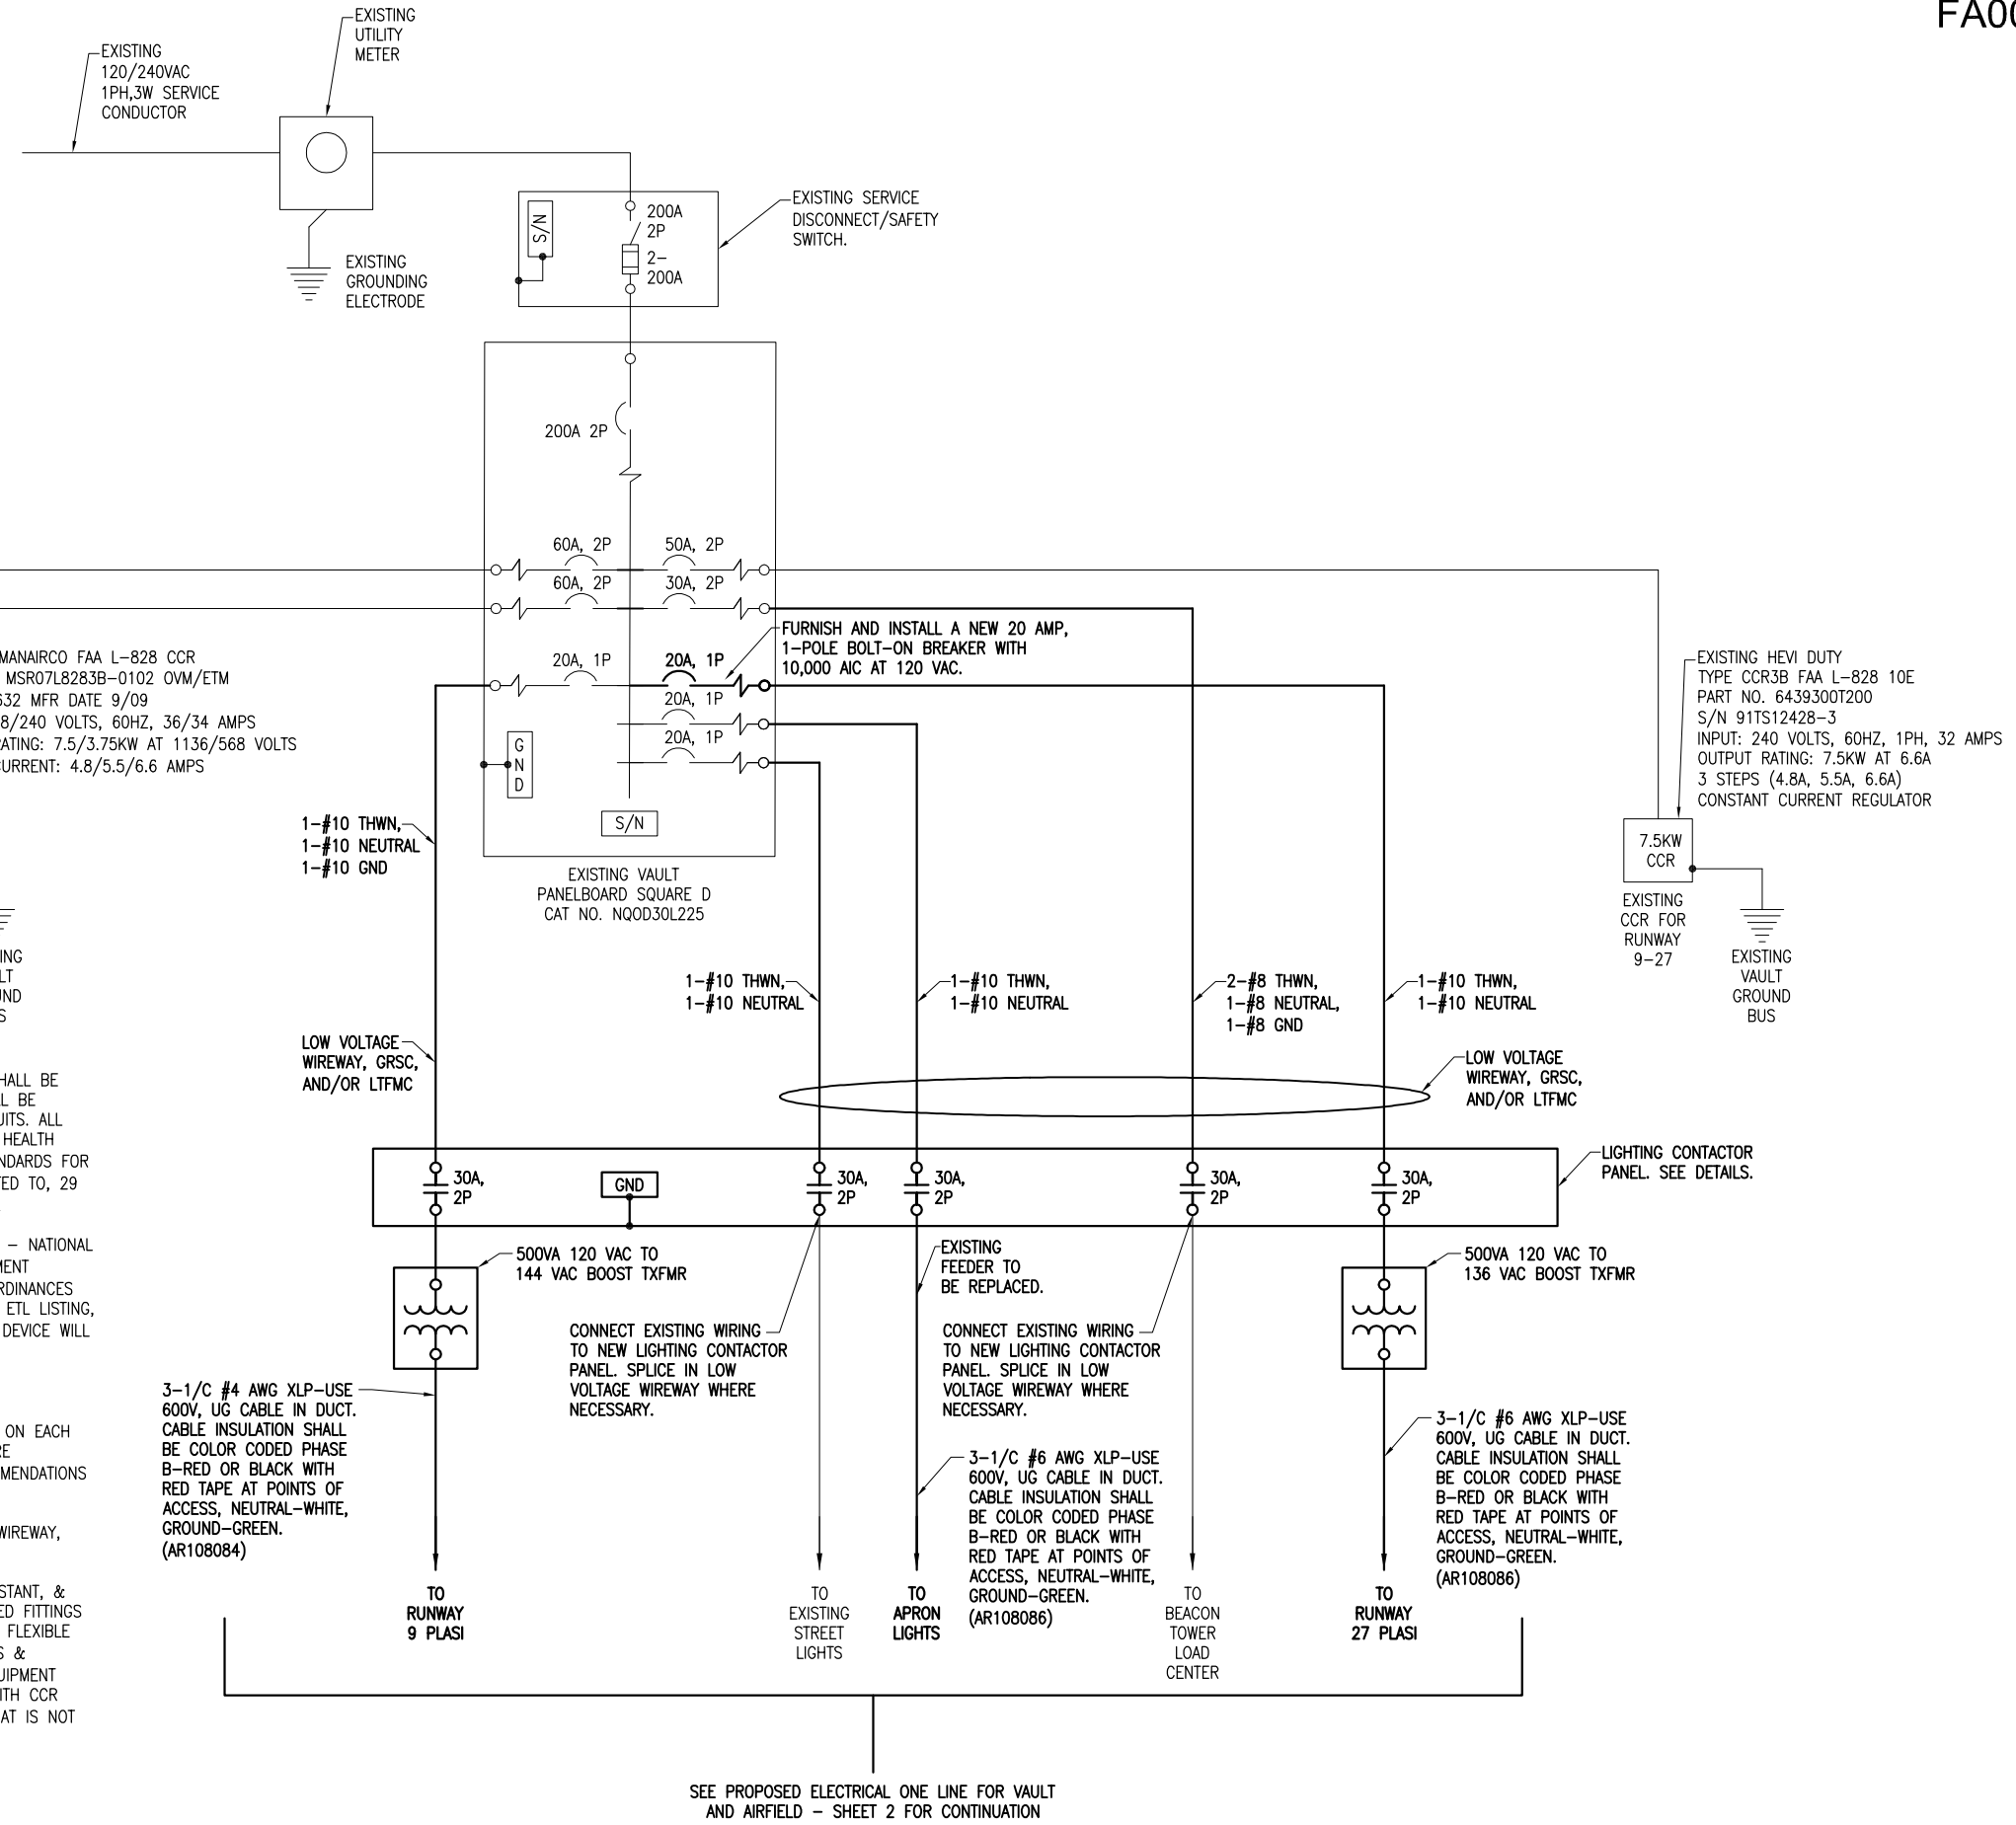 FA00
EXISTING
UTILITY
METER
EXISTING
120/240VAC
1PH,3W SERVICE
CONDUCTOR
EXISTING
GROUNDING
ELECTRODE
N/S
200A
2P
2-
200A
EXISTING SERVICE
DISCONNECT/SAFETY
SWITCH.
200A 2P
60A, 2P
50A, 2P
60A, 2P
30A, 2P
20A, 1P
20A, 1P
20A, 1P
20A, 1P
FURNISH AND INSTALL A NEW 20 AMP,
1-POLE BOLT-ON BREAKER WITH
10,000 AIC AT 120 VAC.
G
N
D
S/N
EXISTING VAULT
PANELBOARD SQUARE D
CAT NO. NQOD30L225
MANAIRCO FAA L-828 CCR
MSR07L8283B-0102 OVM/ETM
632 MFR DATE 9/09
8/240 VOLTS, 60HZ, 36/34 AMPS
RATING: 7.5/3.75KW AT 1136/568 VOLTS
CURRENT: 4.8/5.5/6.6 AMPS
EXISTING HEVI DUTY
TYPE CCR3B FAA L-828 10E
PART NO. 6439300T200
S/N 91TS12428-3
INPUT: 240 VOLTS, 60HZ, 1PH, 32 AMPS
OUTPUT RATING: 7.5KW AT 6.6A
3 STEPS (4.8A, 5.5A, 6.6A)
CONSTANT CURRENT REGULATOR
7.5KW
CCR
EXISTING
CCR FOR
RUNWAY
9-27
EXISTING
VAULT
GROUND
BUS
1-#10 THWN,
1-#10 NEUTRAL
1-#10 GND
ING
LT
UND
S
LOW VOLTAGE
WIREWAY, GRSC,
AND/OR LTFMC
1-#10 THWN,
1-#10 NEUTRAL
1-#10 THWN,
1-#10 NEUTRAL
2-#8 THWN,
1-#8 NEUTRAL,
1-#8 GND
1-#10 THWN,
1-#10 NEUTRAL
LOW VOLTAGE
WIREWAY, GRSC,
AND/OR LTFMC
HALL BE
L BE
UITS. ALL
HEALTH
NDARDS FOR
TED TO, 29
- NATIONAL
MENT
RDINANCES
ETL LISTING,
DEVICE WILL
ON EACH
RE
MENDATIONS
WIREWAY,
STANT, &
ED FITTINGS
FLEXIBLE
S &
UIPMENT
ITH CCR
AT IS NOT
30A,
2P
GND
30A,
2P
30A,
2P
30A,
2P
30A,
2P
LIGHTING CONTACTOR
PANEL. SEE DETAILS.
500VA 120 VAC TO
144 VAC BOOST TXFMR
EXISTING
FEEDER TO
BE REPLACED.
500VA 120 VAC TO
136 VAC BOOST TXFMR
CONNECT EXISTING WIRING
TO NEW LIGHTING CONTACTOR
PANEL. SPLICE IN LOW
VOLTAGE WIREWAY WHERE
NECESSARY.
CONNECT EXISTING WIRING
TO NEW LIGHTING CONTACTOR
PANEL. SPLICE IN LOW
VOLTAGE WIREWAY WHERE
NECESSARY.
3-1/C #4 AWG XLP-USE
600V, UG CABLE IN DUCT.
CABLE INSULATION SHALL
BE COLOR CODED PHASE
B-RED OR BLACK WITH
RED TAPE AT POINTS OF
ACCESS, NEUTRAL-WHITE,
GROUND-GREEN.
(AR108084)
3-1/C #6 AWG XLP-USE
600V, UG CABLE IN DUCT.
CABLE INSULATION SHALL
BE COLOR CODED PHASE
B-RED OR BLACK WITH
RED TAPE AT POINTS OF
ACCESS, NEUTRAL-WHITE,
GROUND-GREEN.
(AR108086)
3-1/C #6 AWG XLP-USE
600V, UG CABLE IN DUCT.
CABLE INSULATION SHALL
BE COLOR CODED PHASE
B-RED OR BLACK WITH
RED TAPE AT POINTS OF
ACCESS, NEUTRAL-WHITE,
GROUND-GREEN.
(AR108086)
TO
RUNWAY
9 PLASI
TO
EXISTING
STREET
LIGHTS
TO
APRON
LIGHTS
TO
BEACON
TOWER
LOAD
CENTER
TO
RUNWAY
27 PLASI
SEE PROPOSED ELECTRICAL ONE LINE FOR VAULT
AND AIRFIELD - SHEET 2 FOR CONTINUATION